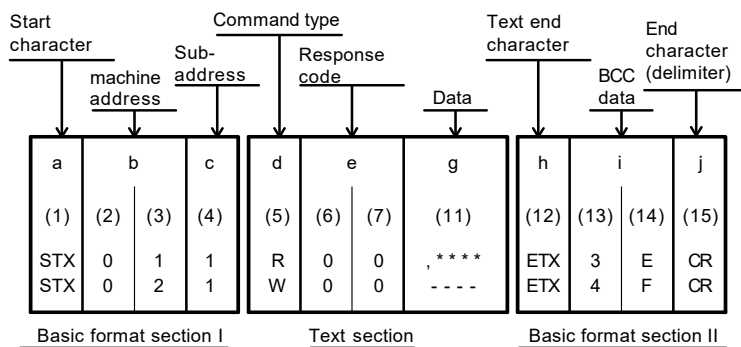 Start character
Command type
Text end character
End character (delimiter)
machine address
Sub-address
Response code
Data
BCC data
a b c d e g h i j
(1) (2) (3) (4) (5) (6) (7) (11) (12) (13) (14) (15)
STX 0 1 1 R 0 0 , * * * * ETX 3 E CR
STX 0 2 1 W 0 0 - - - - ETX 4 F CR
Basic format section I Text section Basic format section II